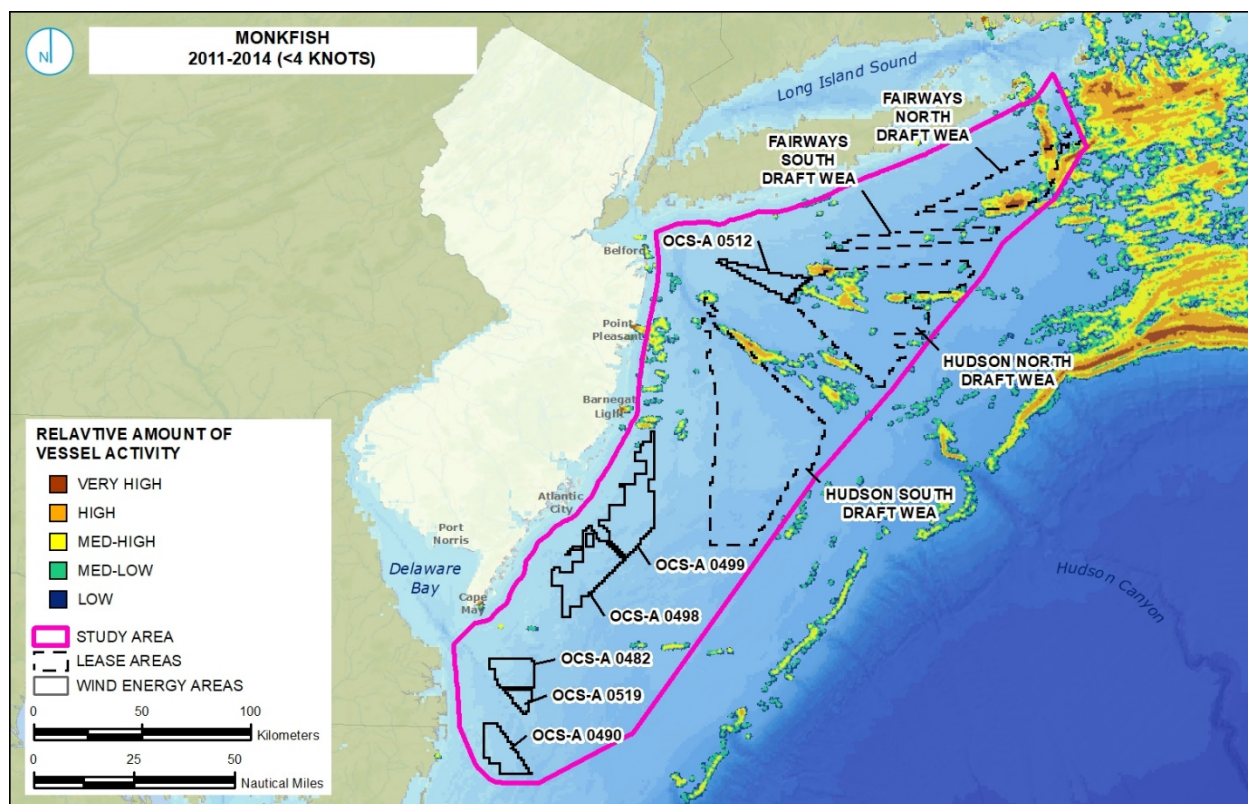 MONKFISH
2011-2014 (<4 KNOTS)
N
Long Island Sound
FAIRWAYS
NORTH
DRAFT WEA
FAIRWAYS
SOUTH
DRAFT WEA
OCS-A 0512
Belford
Point
Pleasant
HUDSON NORTH
DRAFT WEA
Barnegat
Light
HUDSON SOUTH
DRAFT WEA
Atlantic
City
Port
Norris
OCS-A 0499
Delaware
Bay
Hudson Canyon
Cape
May
OCS-A 0498
OCS-A 0482
OCS-A 0519
OCS-A 0490
RELAVTIVE AMOUNT OF
VESSEL ACTIVITY
VERY HIGH
HIGH
MED-HIGH
MED-LOW
LOW
STUDY AREA
LEASE AREAS
WIND ENERGY AREAS
0 50 100
Kilometers
0 25 50
Nautical Miles